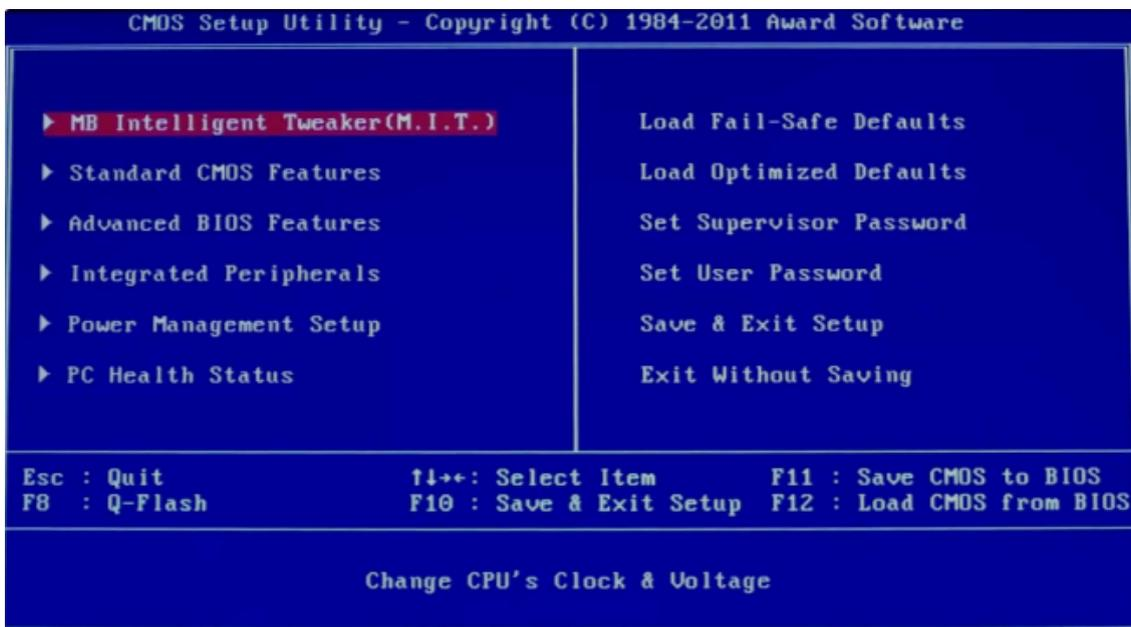 CMOS Setup Utility - Copyright (C) 1984-2011 Award Software
▶ MB Intelligent Tweaker(M.I.T.)
▶ Standard CMOS Features
▶ Advanced BIOS Features
▶ Integrated Peripherals
▶ Power Management Setup
▶ PC Health Status
Load Fail-Safe Defaults
Load Optimized Defaults
Set Supervisor Password
Set User Password
Save & Exit Setup
Exit Without Saving
Esc : Quit ↑↓→←: Select Item F11 : Save CMOS to BIOS
F8 : Q-Flash F10 : Save & Exit Setup F12 : Load CMOS from BIOS
Change CPU's Clock & Voltage